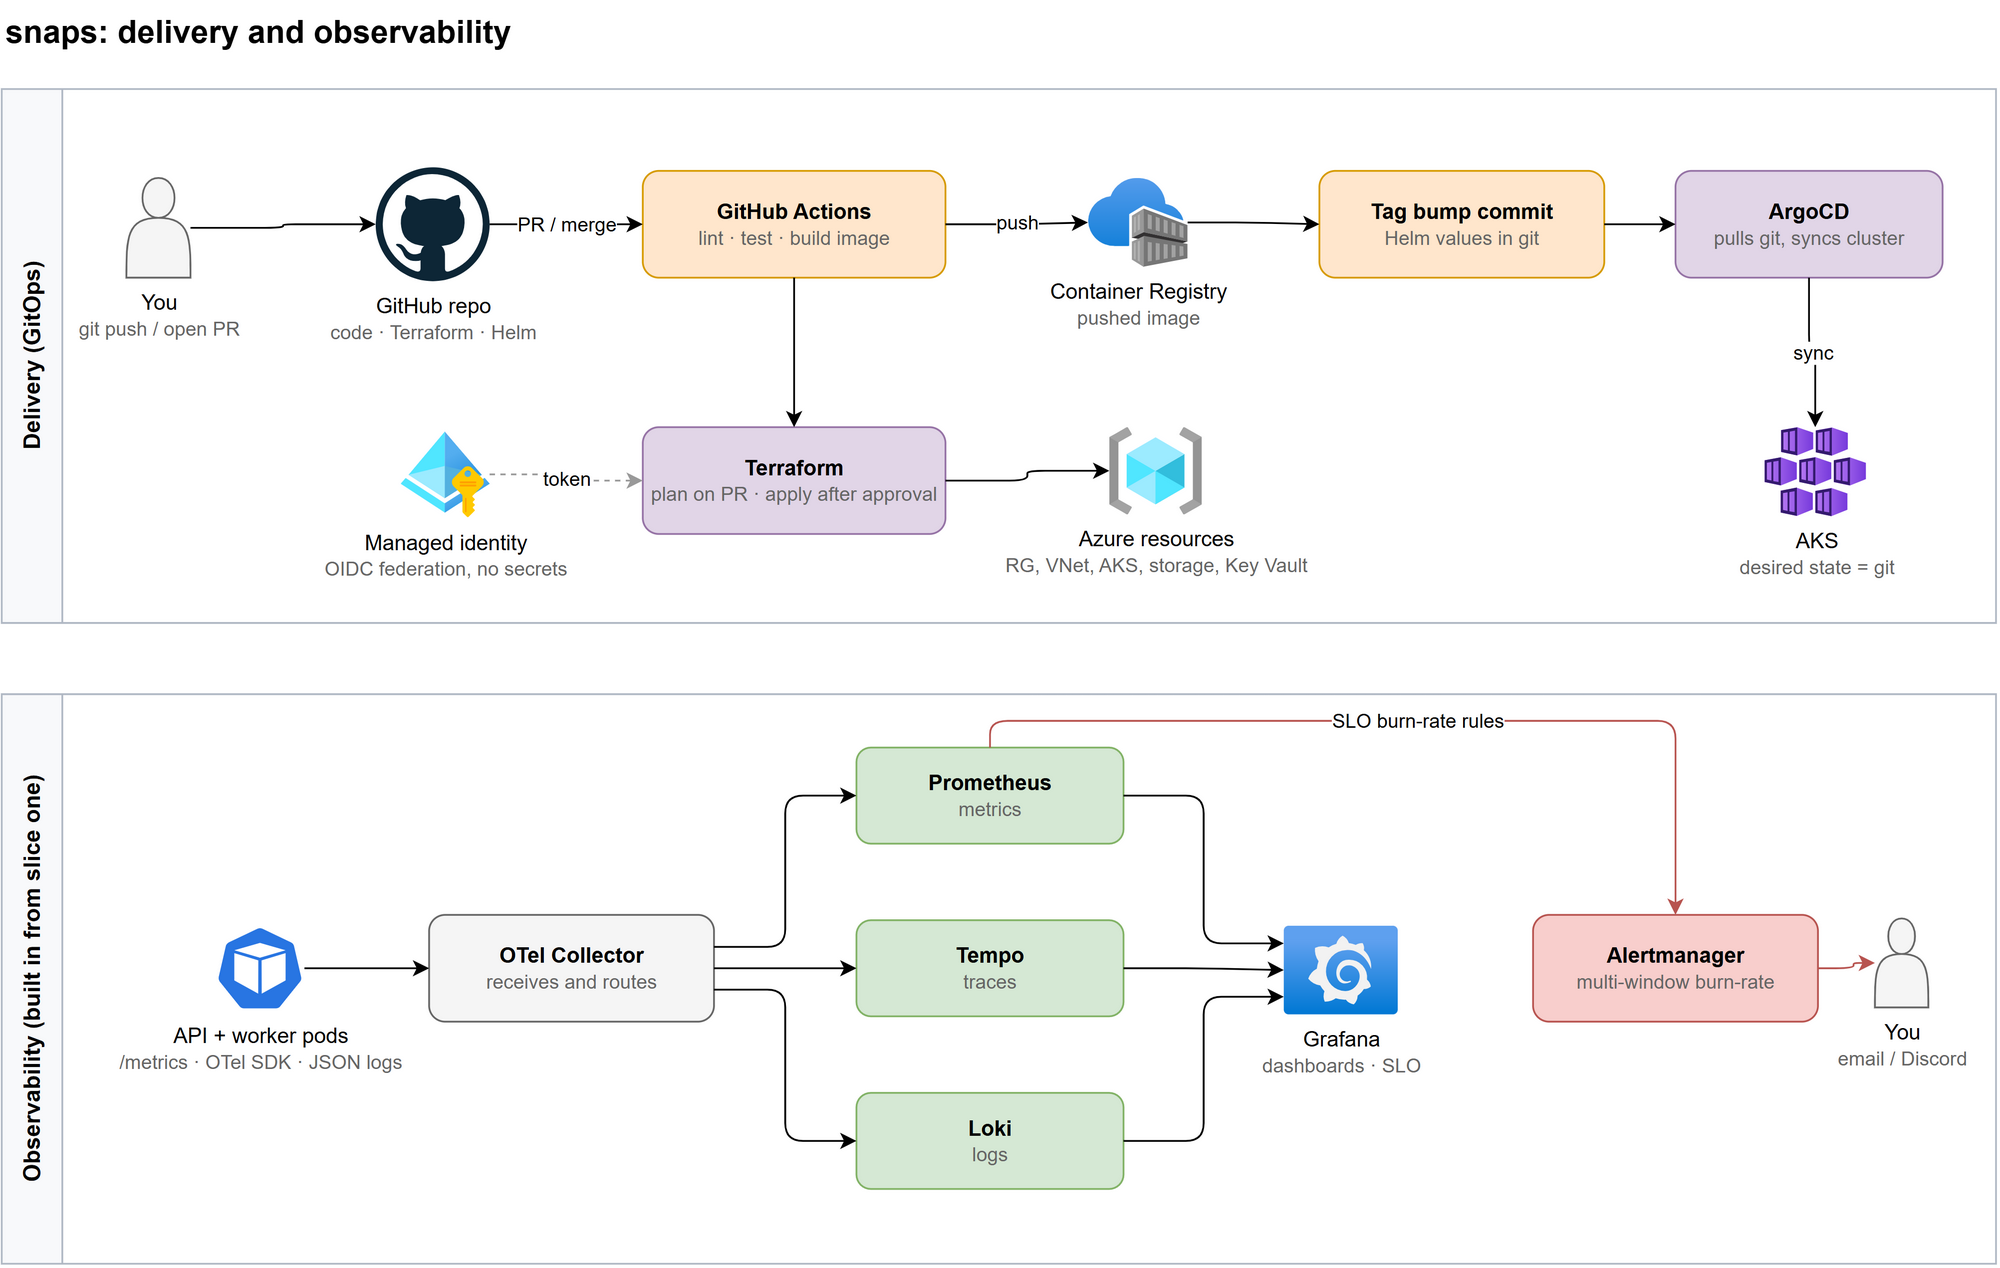 snaps: delivery and observability
Delivery (GitOps)
You
git push / open PR
GitHub repo
code · Terraform · Helm
PR / merge
GitHub Actions
lint · test · build image
push
Container Registry
pushed image
Tag bump commit
Helm values in git
ArgoCD
pulls git, syncs cluster
sync
Managed identity
OIDC federation, no secrets
token
Terraform
plan on PR · apply after approval
Azure resources
RG, VNet, AKS, storage, Key Vault
AKS
desired state = git
Observability (built in from slice one)
SLO burn-rate rules
API + worker pods
/metrics · OTel SDK · JSON logs
OTel Collector
receives and routes
Prometheus
metrics
Tempo
traces
Loki
logs
Grafana
dashboards · SLO
Alertmanager
multi-window burn-rate
You
email / Discord